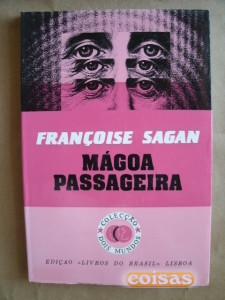 FRANÇOISE SAGAN
MÁGOA
PASSAGEIRA
COLECÇÃO
DOIS MUNDOS
EDIÇÃO «LIVROS DO BRASIL» LISBOA
coisas